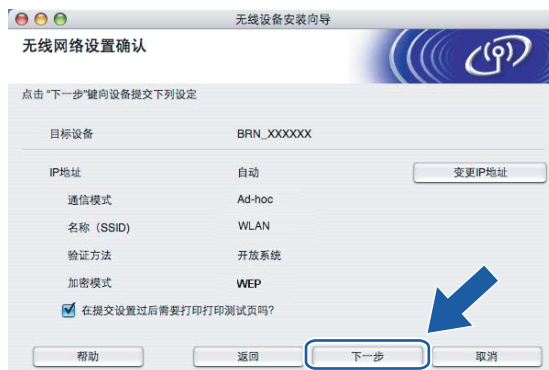 无线设备安装向导
无线网络设置确认
点击 “下一步”键向设备提交下列设定
目标设备 BRN_XXXXXX
IP地址 自动 变更IP地址
通信模式 Ad-hoc
名称（SSID） WLAN
验证方法 开放系统
加密模式 WEP
在提交设置过后需要打印打印测试页吗?
帮助 返回 下一步 取消